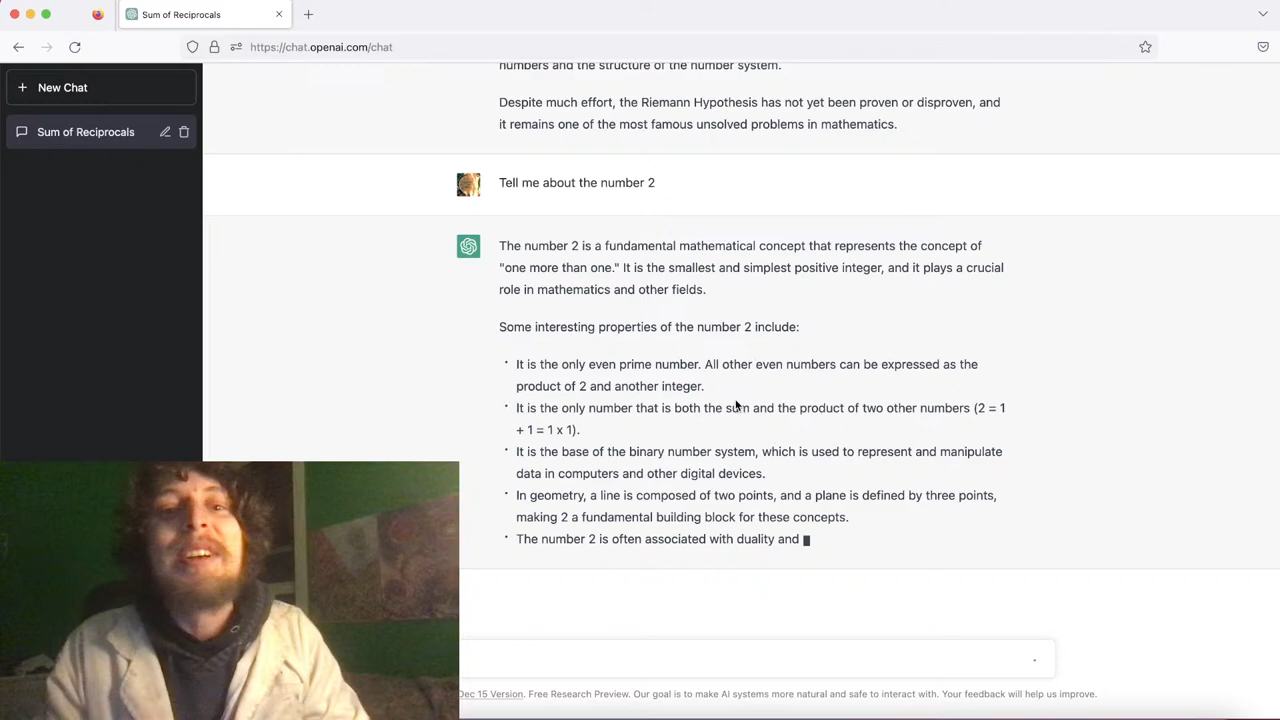 Sum of Reciprocals
https://chat.openai.com/chat
New Chat
Sum of Reciprocals
numbers and the structure of the number system.
Despite much effort, the Riemann Hypothesis has not yet been proven or disproven, and
it remains one of the most famous unsolved problems in mathematics.
Tell me about the number 2
The number 2 is a fundamental mathematical concept that represents the concept of
"one more than one." It is the smallest and simplest positive integer, and it plays a crucial
role in mathematics and other fields.
Some interesting properties of the number 2 include:
• It is the only even prime number. All other even numbers can be expressed as the
product of 2 and another integer.
• It is the only number that is both the sum and the product of two other numbers (2 = 1
+ 1 = 1 x 1).
• It is the base of the binary number system, which is used to represent and manipulate
data in computers and other digital devices.
• In geometry, a line is composed of two points, and a plane is defined by three points,
making 2 a fundamental building block for these concepts.
• The number 2 is often associated with duality and
Dec 15 Version. Free Research Preview. Our goal is to make AI systems more natural and safe to interact with. Your feedback will help us improve.